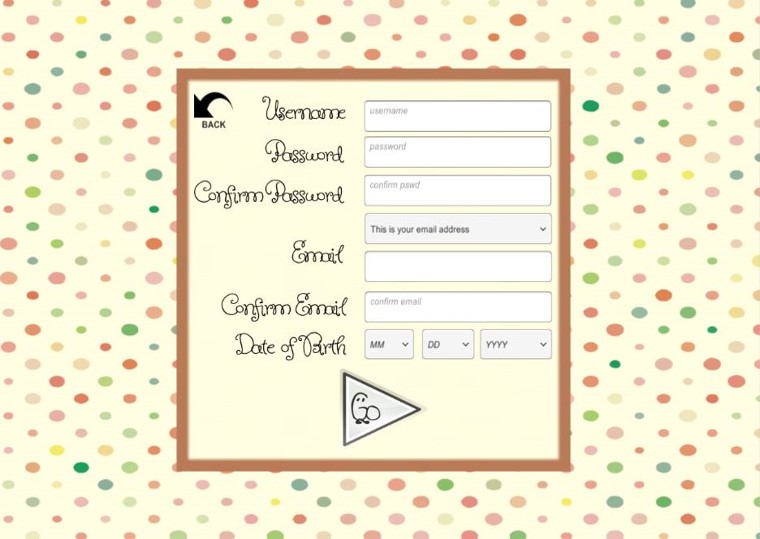 BACK
Username
username
Password
password
Confirm Password
confirm pswd
This is your email address
Email
Confirm Email
confirm email
Date of Birth
MM DD YYYY
Go